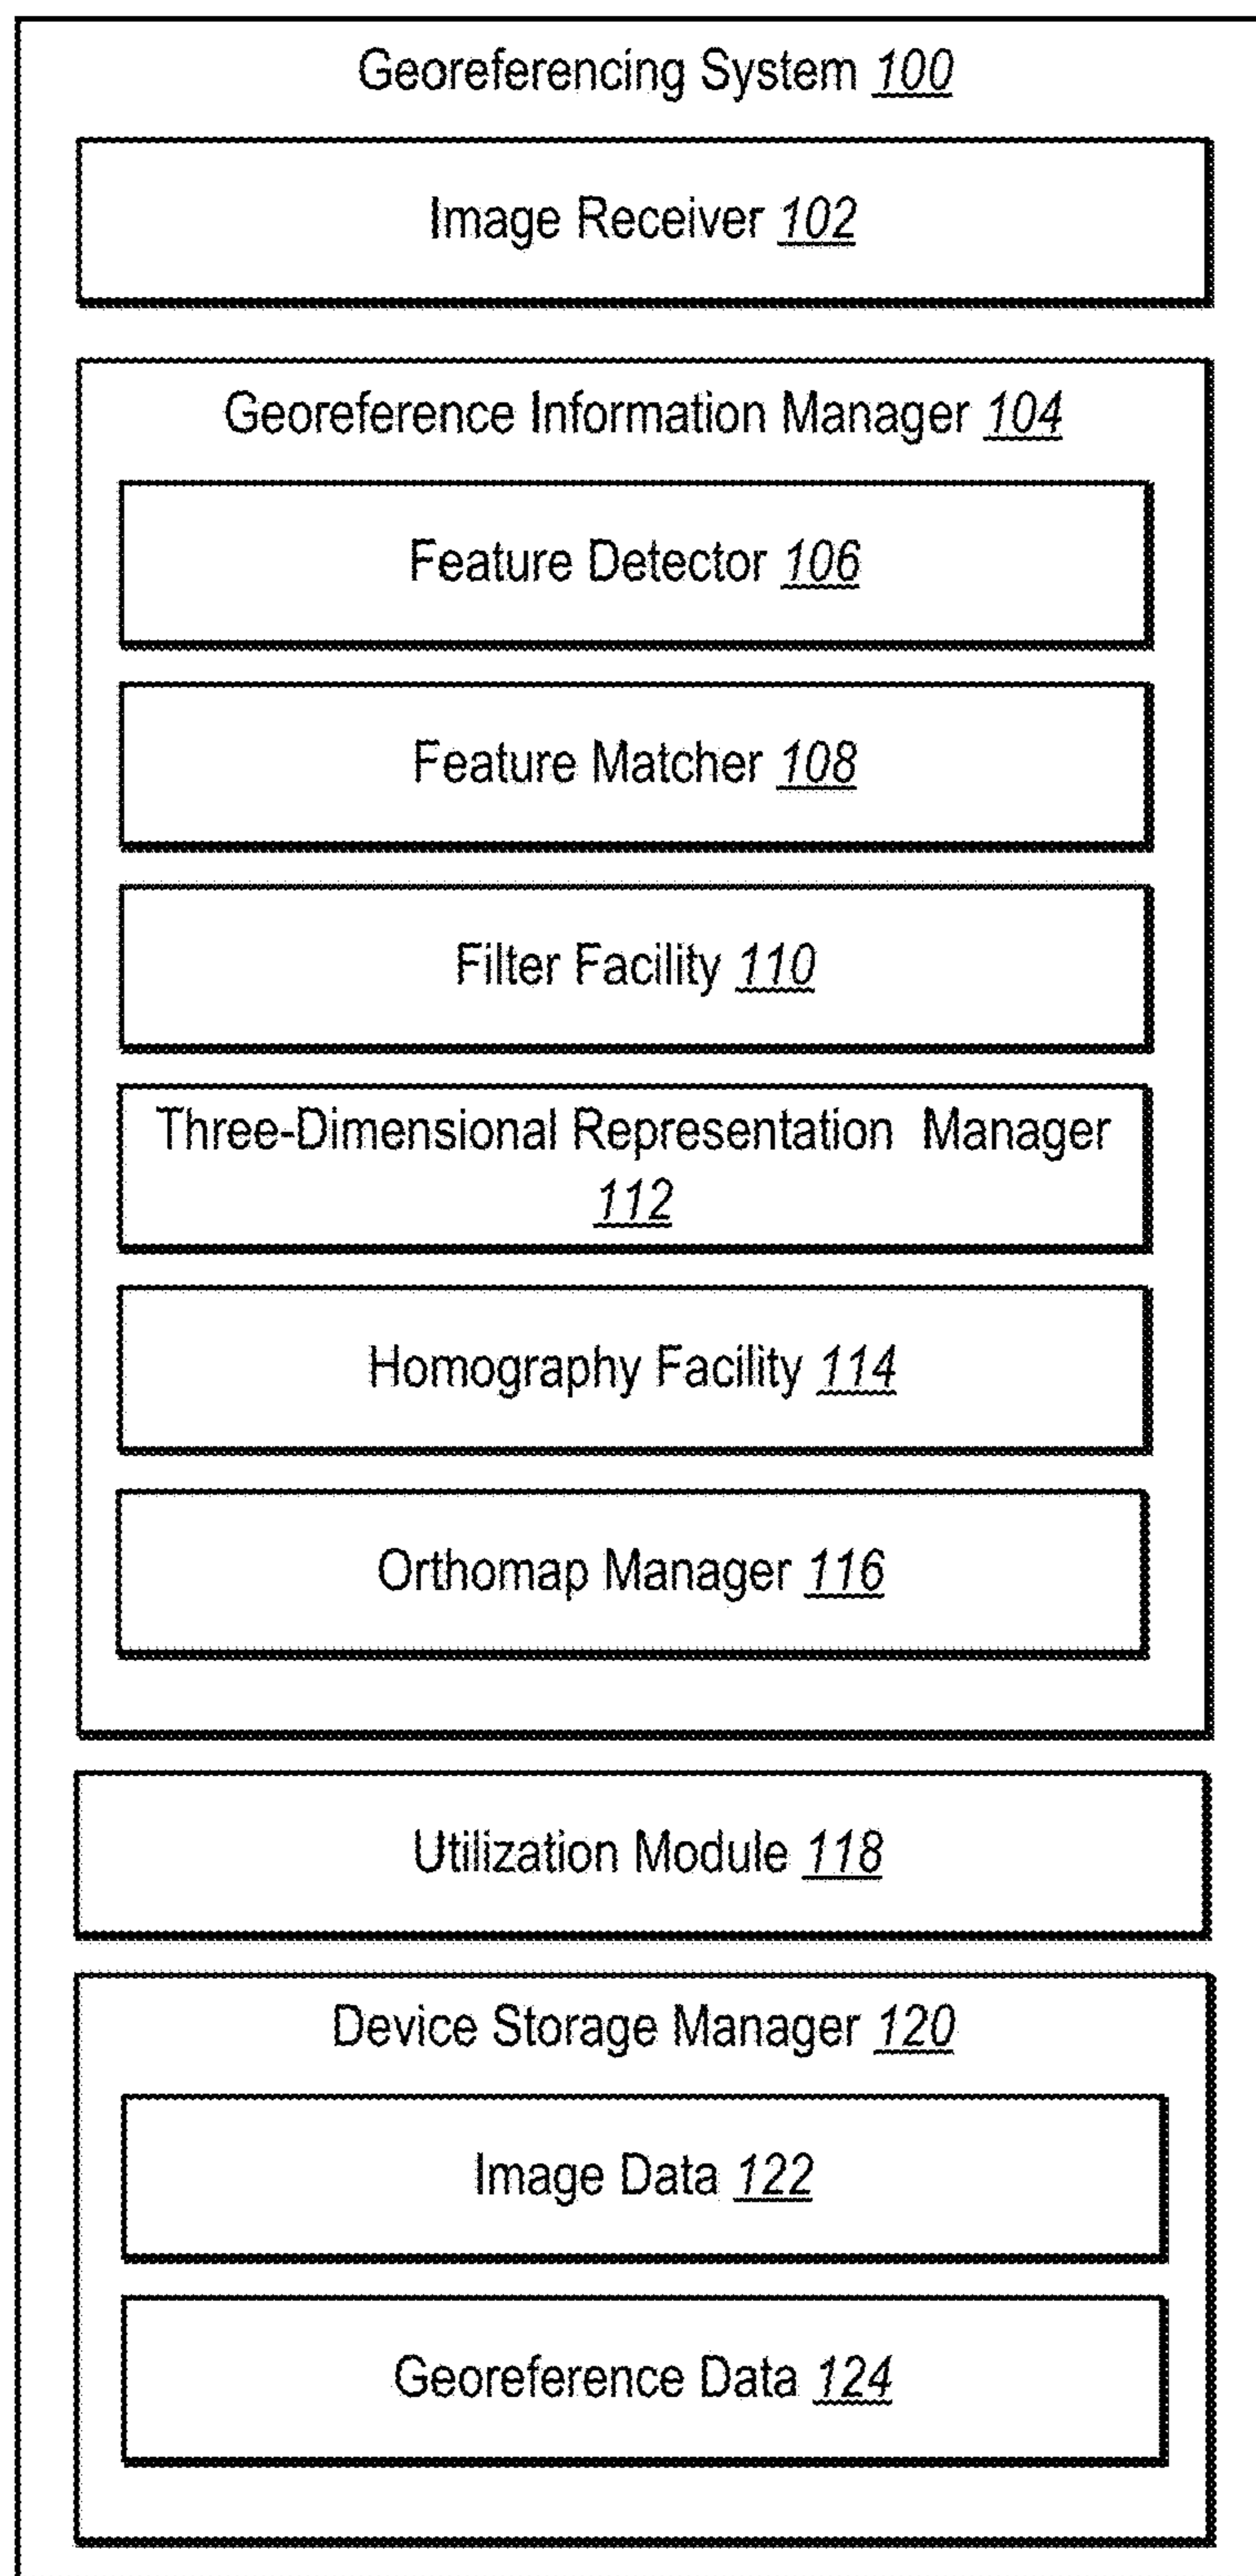 Georeferencing System 100
Image Receiver 102
Georeference Information Manager 104
Feature Detector 106
Feature Matcher 108
Filter Facility 110
Three-Dimensional Representation Manager
112
Homography Facility 114
Orthomap Manager 116
Utilization Module 118
Device Storage Manager 120
Image Data 122
Georeference Data 124